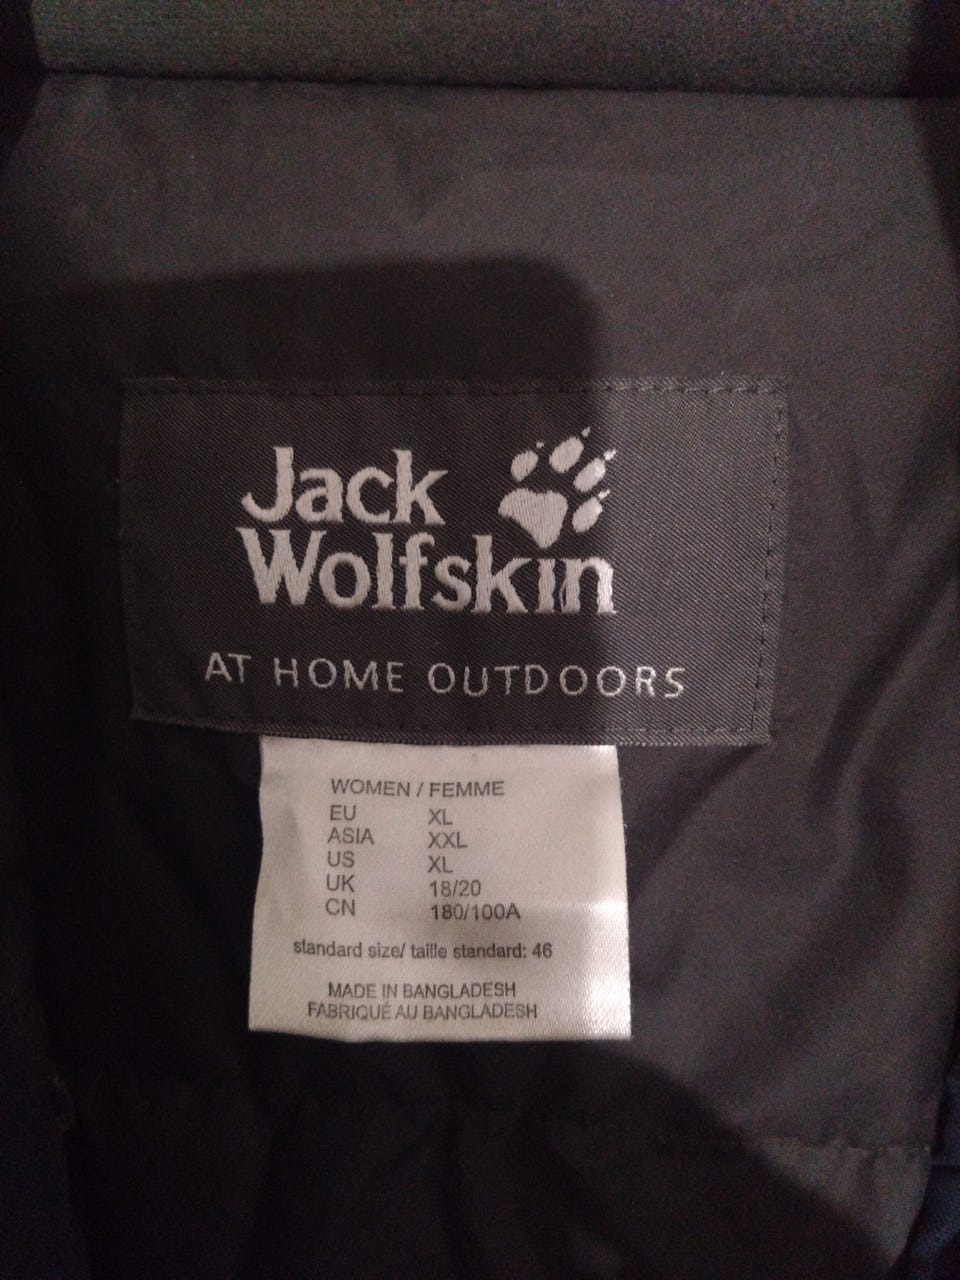 Jack
Wolfskin
AT HOME OUTDOORS
WOMEN / FEMME
EU XL
ASIA XXL
US XL
UK 18/20
CN 180/100A
standard size/ taille standard: 46
MADE IN BANGLADESH
FABRIQUÉ AU BANGLADESH